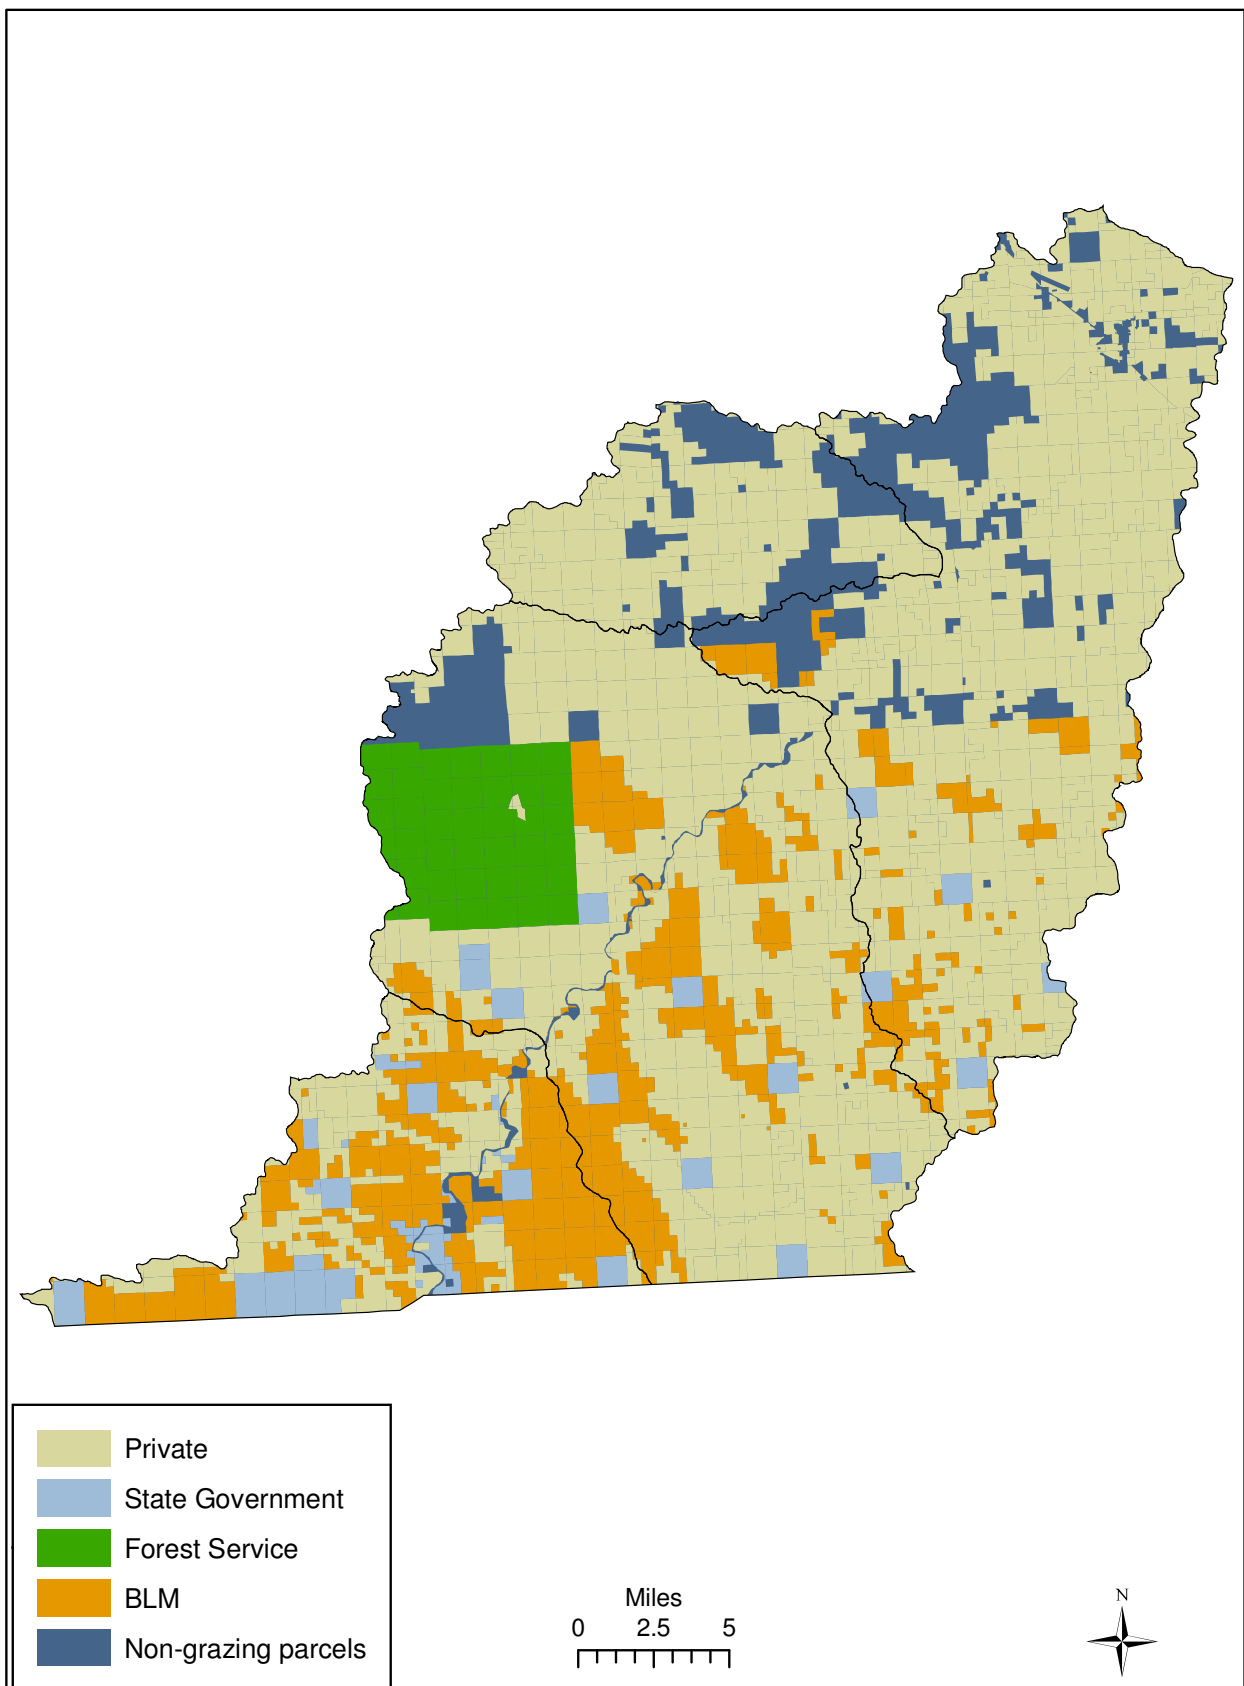 Private
State Government
Forest Service
BLM
Non-grazing parcels
Miles
0 2.5 5
N